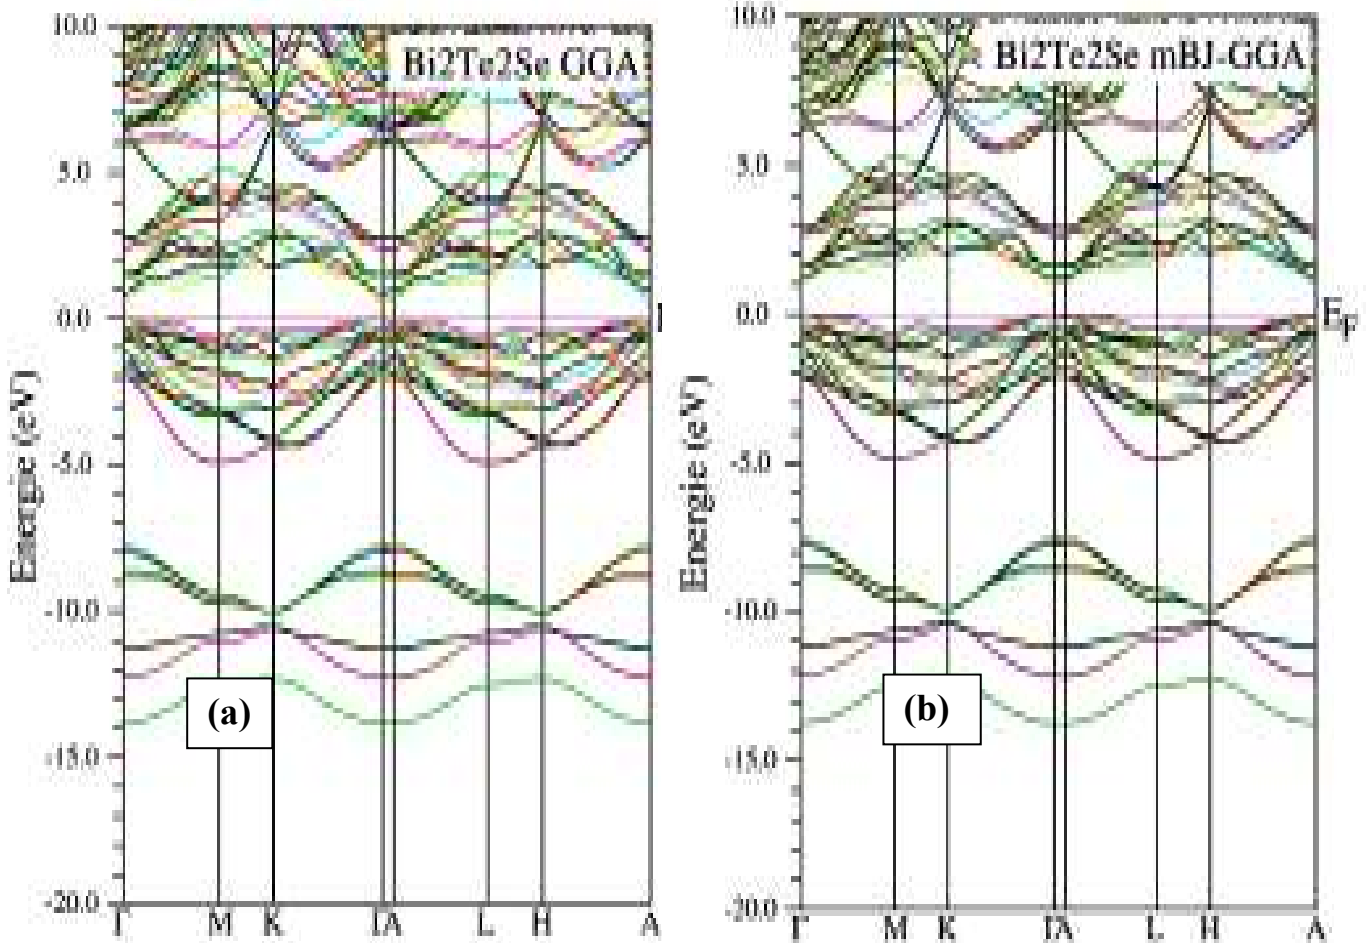 10.0
Bi2Te2Se GGA
5.0
0.0
Energie (eV)
-5.0
-10.0
(a)
-15.0
-20.0
Γ M K ΓA L H A
10.0
Bi2Te2Se mBJ-GGA
5.0
0.0
EF
Energie (eV)
-5.0
-10.0
(b)
-15.0
-20.0
Γ M K ΓA L H A